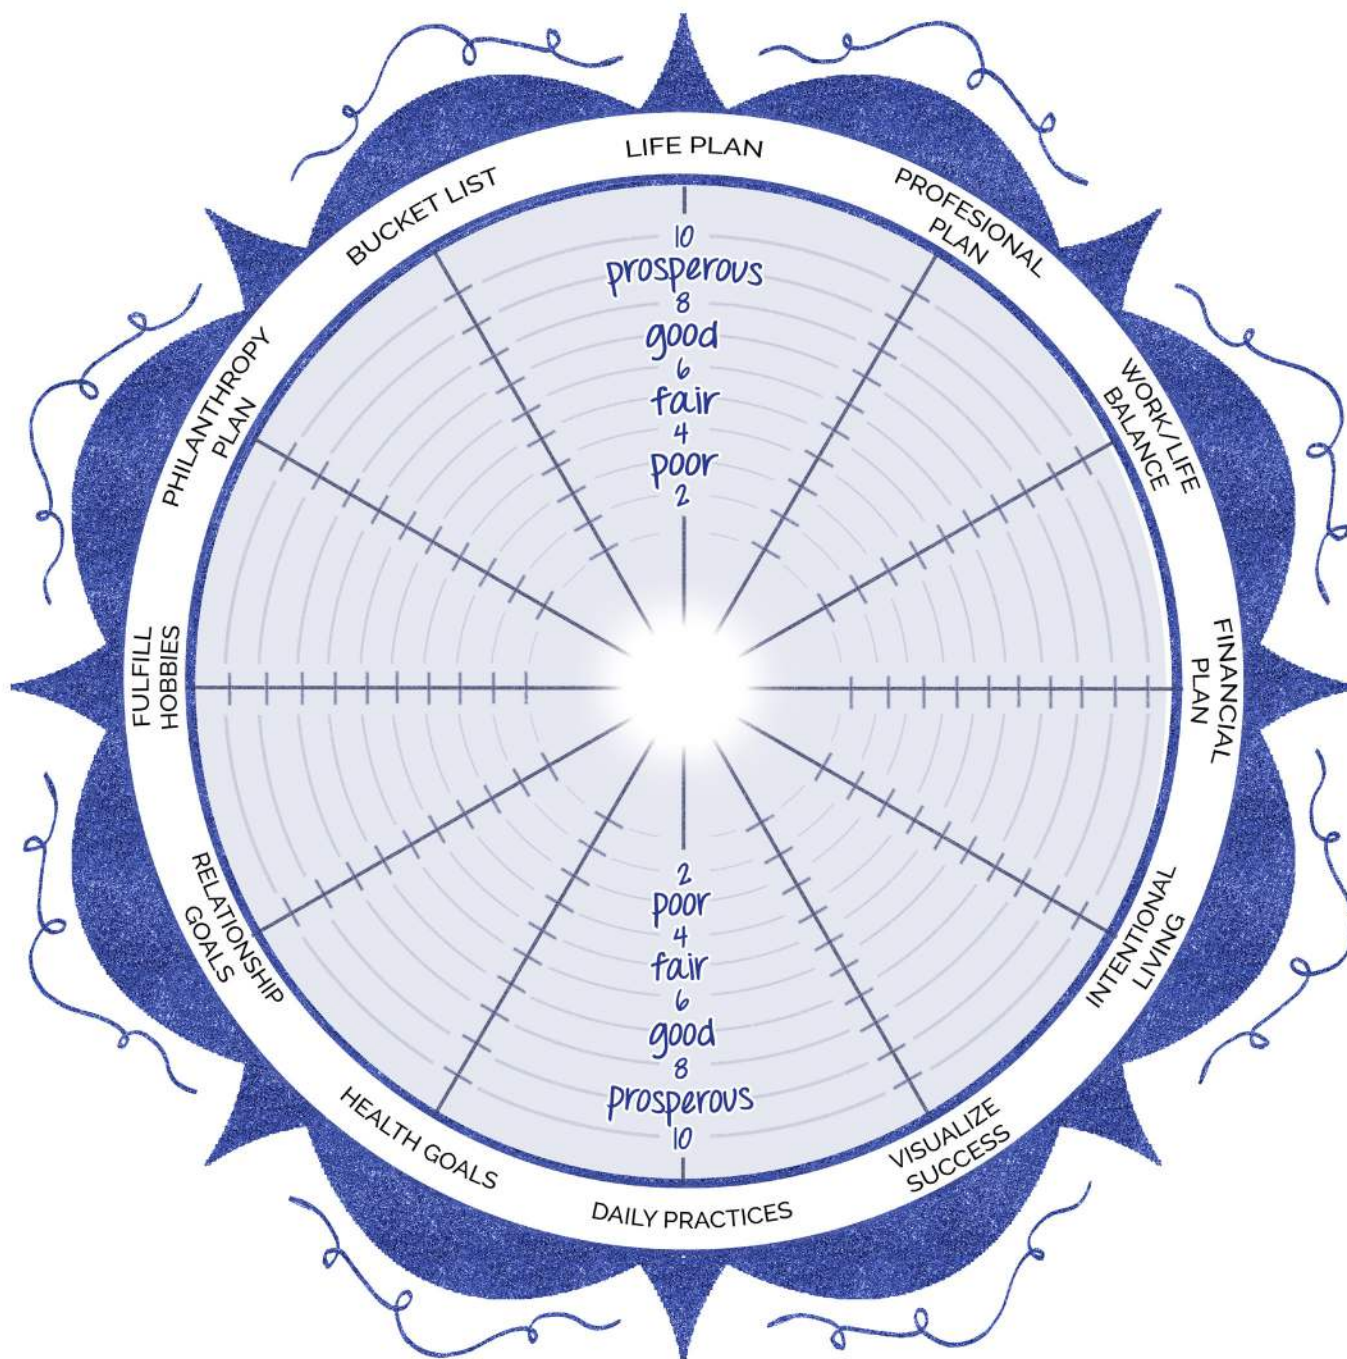 LIFE PLAN
PROFESIONAL
PLAN
WORK/LIFE
BALANCE
FINANCIAL
PLAN
INTENTIONAL
LIVING
VISUALIZE
SUCCESS
DAILY PRACTICES
HEALTH GOALS
RELATIONSHIP
GOALS
FULFILL
HOBBIES
PHILANTHROPY
PLAN
BUCKET LIST
10
prosperous
8
good
6
fair
4
poor
2
2
poor
4
fair
6
good
8
prosperous
10